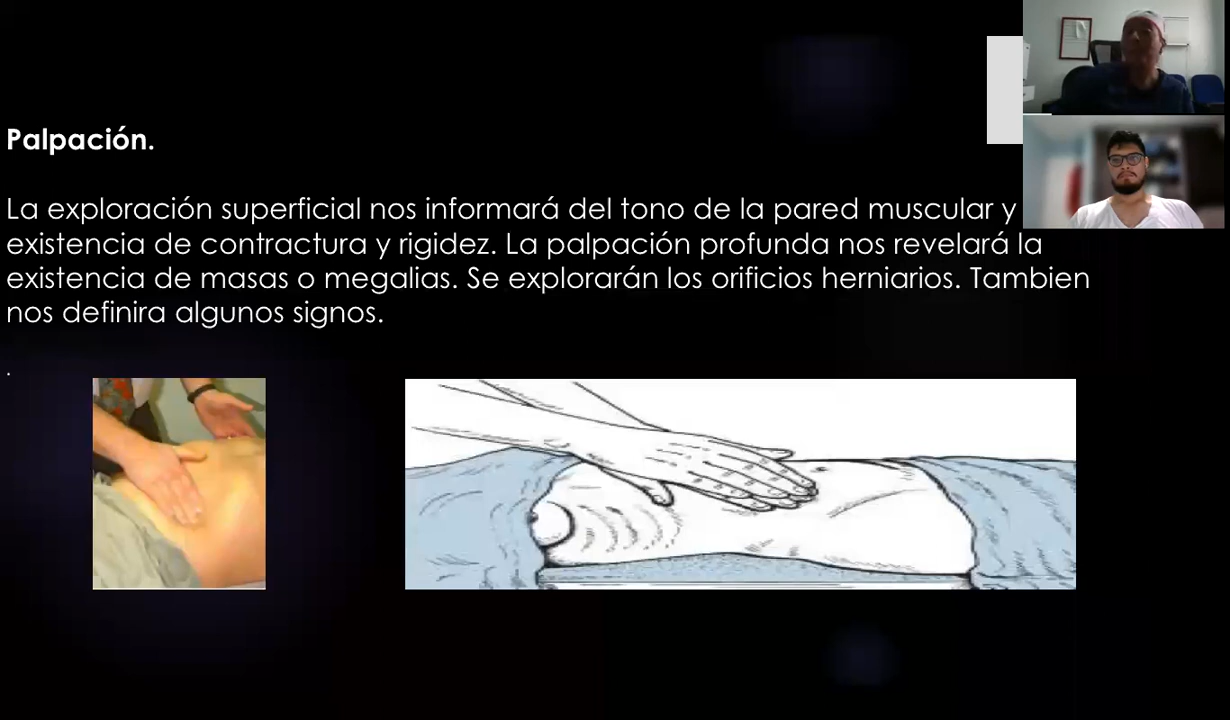 Palpación.
La exploración superficial nos informará del tono de la pared muscular y
existencia de contractura y rigidez. La palpación profunda nos revelará la
existencia de masas o megalias. Se explorarán los orificios herniarios. Tambien
nos definira algunos signos.
.